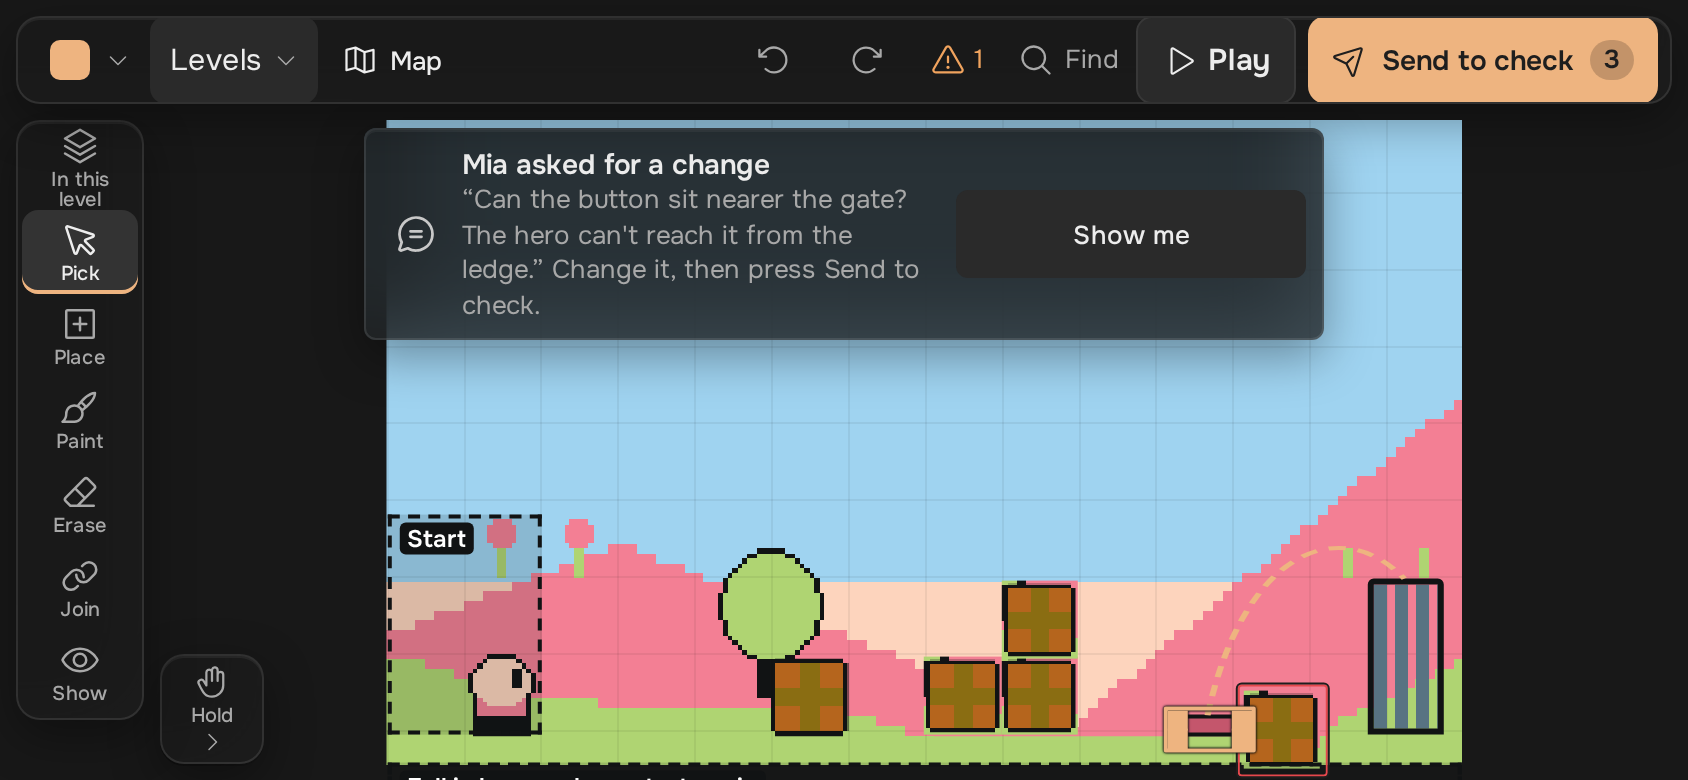 Levels
Map
1
Find
Play
Send to check
3
In this
level
Pick
Place
Paint
Erase
Join
Show
Hold
Mia asked for a change
“Can the button sit nearer the gate?
The hero can't reach it from the
ledge.” Change it, then press Send to
check.
Show me
Start